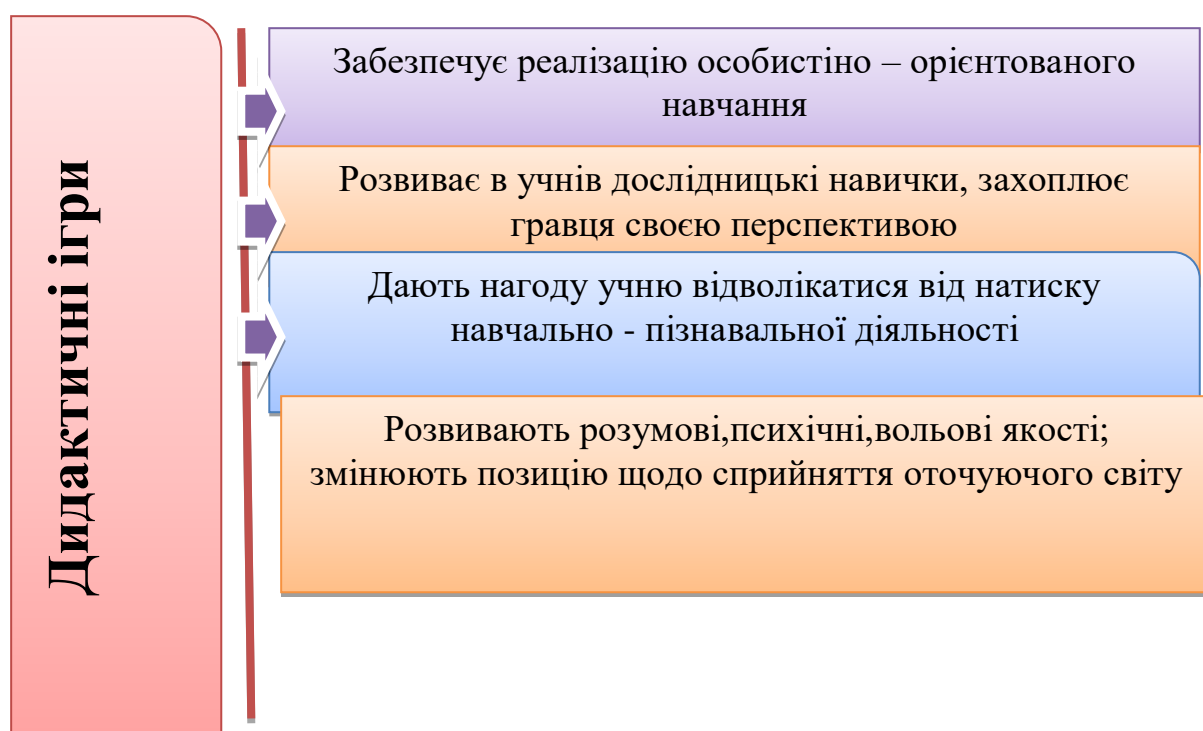 Дидактичні ігри
Забезпечує реалізацію особистіно – орієнтованого
навчання
Розвиває в учнів дослідницькі навички, захоплює
гравця своєю перспективою
Дають нагоду учню відволікатися від натиску
навчально - пізнавальної діяльності
Розвивають розумові,психічні,вольові якості;
змінюють позицію щодо сприйняття оточуючого світу